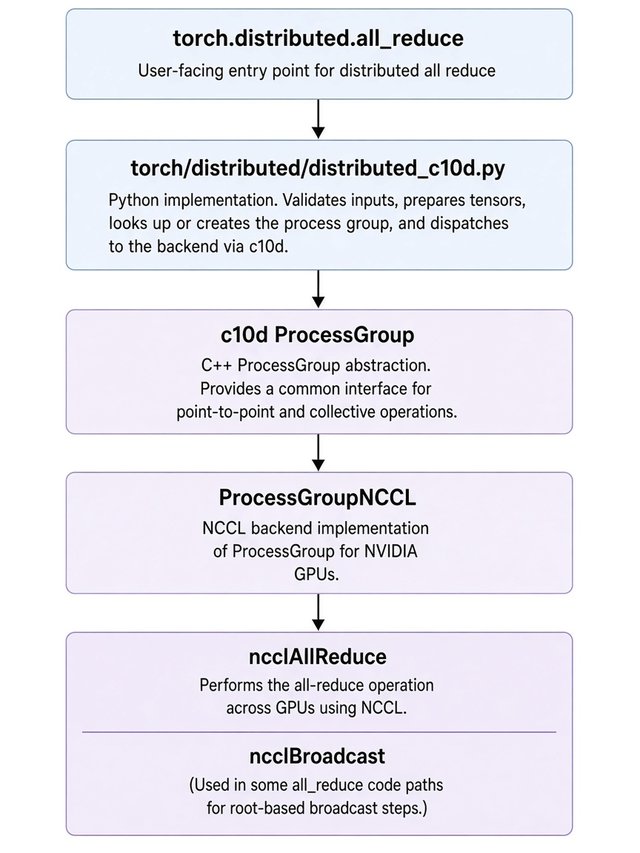 torch.distributed.all_reduce
User-facing entry point for distributed all reduce
torch/distributed/distributed_c10d.py
Python implementation. Validates inputs, prepares tensors,
looks up or creates the process group, and dispatches
to the backend via c10d.
c10d ProcessGroup
C++ ProcessGroup abstraction.
Provides a common interface for
point-to-point and collective operations.
ProcessGroupNCCL
NCCL backend implementation
of ProcessGroup for NVIDIA
GPUs.
ncclAllReduce
Performs the all-reduce operation
across GPUs using NCCL.
ncclBroadcast
(Used in some all_reduce code paths
for root-based broadcast steps.)